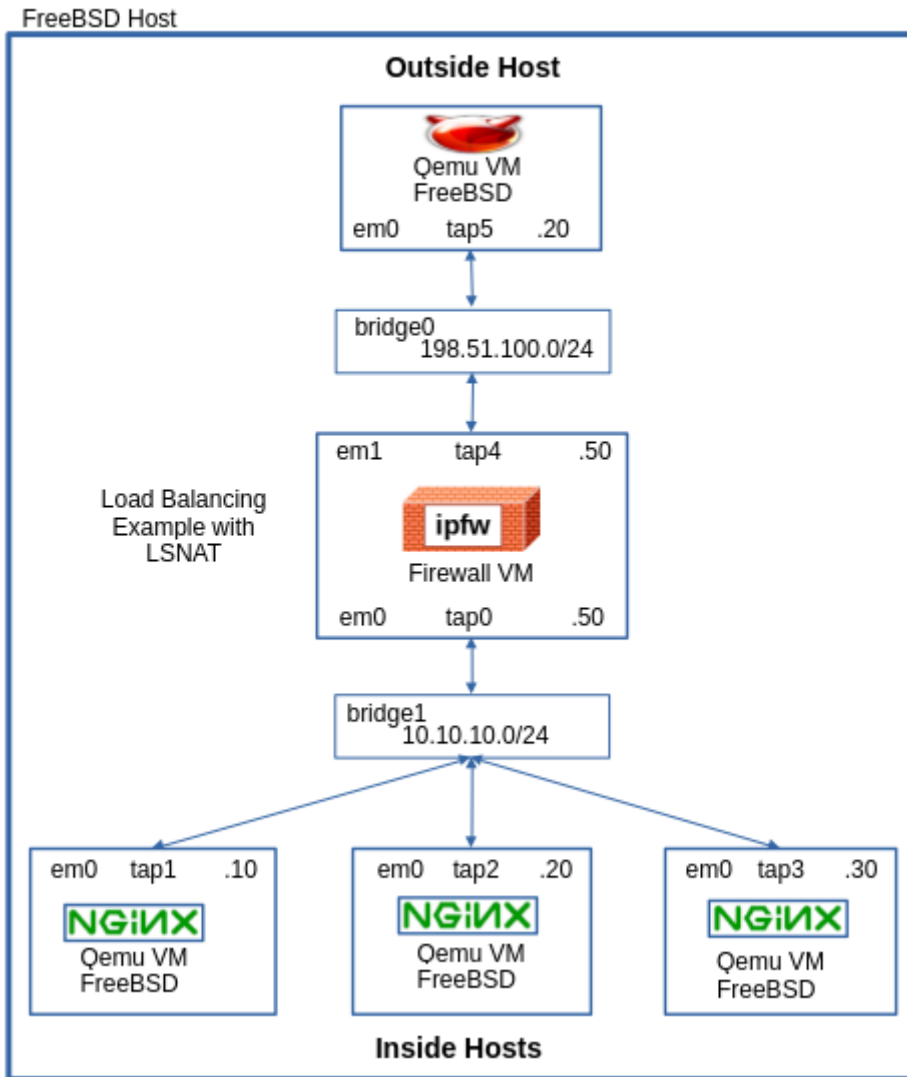 FreeBSD Host
Outside Host
Qemu VM
FreeBSD
em0 tap5 .20
bridge0
198.51.100.0/24
em1 tap4 .50
Load Balancing
Example with
LSNAT
ipfw
Firewall VM
em0 tap0 .50
bridge1
10.10.10.0/24
em0 tap1 .10
NGiNX
Qemu VM
FreeBSD
em0 tap2 .20
NGiNX
Qemu VM
FreeBSD
em0 tap3 .30
NGiNX
Qemu VM
FreeBSD
Inside Hosts